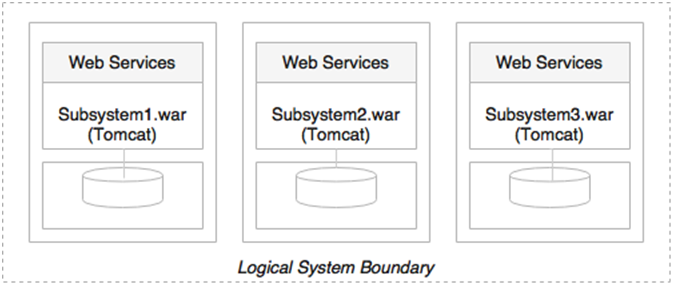 Web Services
Subsystem1.war
(Tomcat)
Web Services
Subsystem2.war
(Tomcat)
Web Services
Subsystem3.war
(Tomcat)
Logical System Boundary